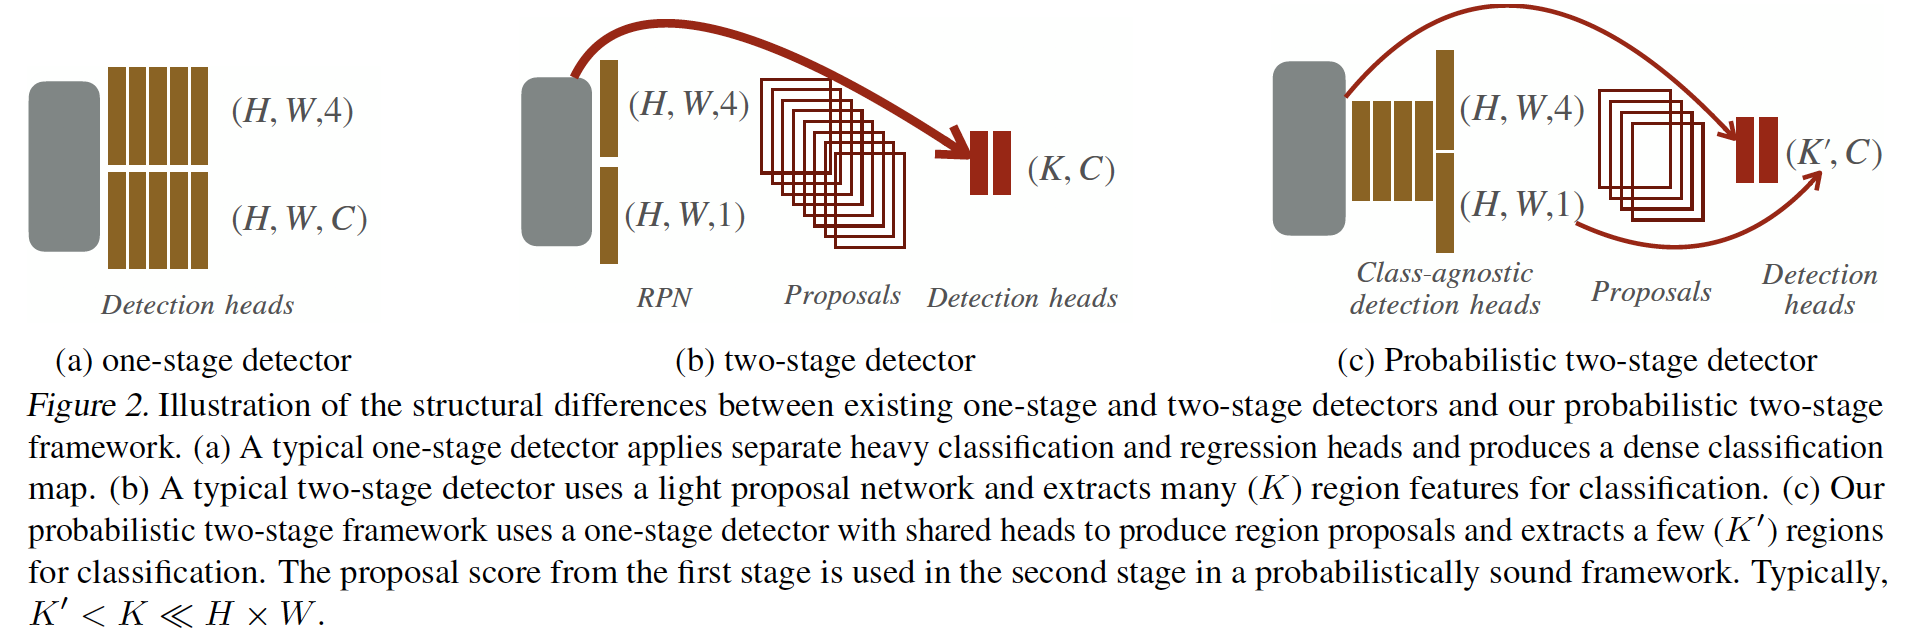 (H, W,4)
(H, W, C)
Detection heads
(a) one-stage detector
(H, W,4)
(H, W,1)
(K, C)
RPN
Proposals
Detection heads
(b) two-stage detector
(H, W,4)
(H, W,1)
(K′, C)
Class-agnostic
detection heads
Proposals
Detection
heads
(c) Probabilistic two-stage detector
Figure 2. Illustration of the structural differences between existing one-stage and two-stage detectors and our probabilistic two-stage
framework. (a) A typical one-stage detector applies separate heavy classification and regression heads and produces a dense classification
map. (b) A typical two-stage detector uses a light proposal network and extracts many (K) region features for classification. (c) Our
probabilistic two-stage framework uses a one-stage detector with shared heads to produce region proposals and extracts a few (K′) regions
for classification. The proposal score from the first stage is used in the second stage in a probabilistically sound framework. Typically,
K′ < K ≪ H × W.